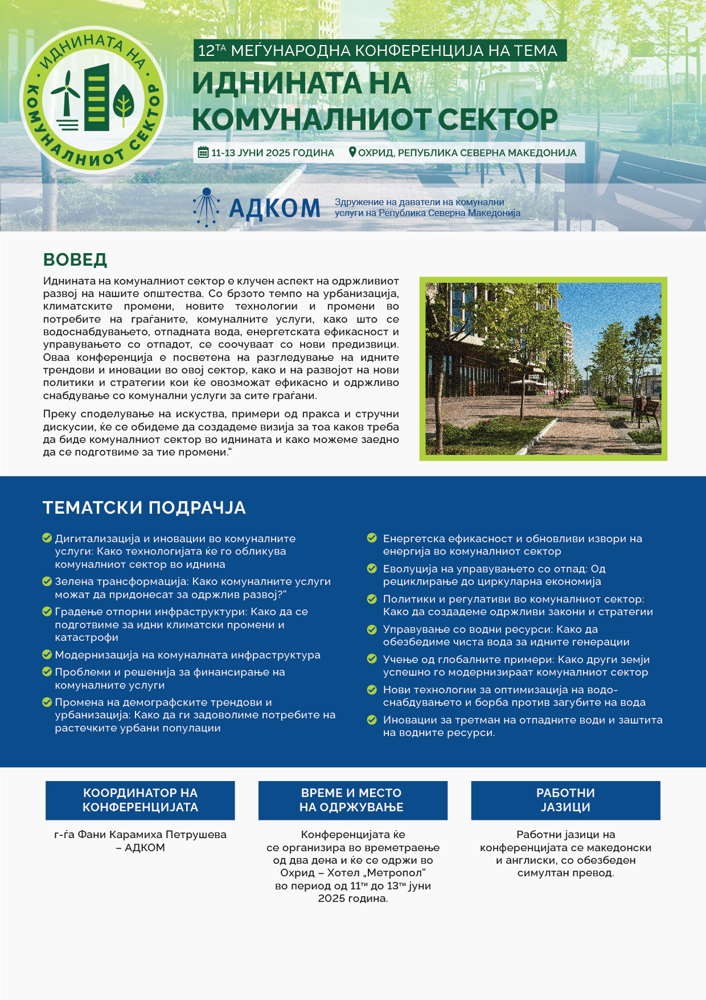 ИДНИНАТА НА
КОМУНАЛНИОТ СЕКТОР
12ТА МЕЃУНАРОДНА КОНФЕРЕНЦИЈА НА ТЕМА
ИДНИНАТА НА
КОМУНАЛНИОТ СЕКТОР
11-13 ЈУНИ 2025 ГОДИНА ОХРИД, РЕПУБЛИКА СЕВЕРНА МАКЕДОНИЈА
АДКОМ
Здружение на даватели на комунални
услуги на Република Северна Македонија
ВОВЕД
Иднината на комуналниот сектор е клучен аспект на одржливиот
развој на нашите општества. Со брзото темпо на урбанизација,
климатските промени, новите технологии и промени во
потребите на граѓаните, комуналните услуги, како што се
водоснабдувањето, отпадната вода, енергетската ефикасност и
управувањето со отпадот, се соочуваат со нови предизвици.
Оваа конференција е посветена на разгледување на идните
трендови и иновации во овој сектор, како и на развојот на нови
политики и стратегии кои ќе овозможат ефикасно и одржливо
снабдување со комунални услуги за сите граѓани.
Преку споделување на искуства, примери од пракса и стручни
дискусии, ќе се обидеме да создадеме визија за тоа каков треба
да биде комуналниот сектор во иднината и како можеме заедно
да се подготвиме за тие промени.“
ТЕМАТСКИ ПОДРАЧЈА
Дигитализација и иновации во комуналните
услуги: Како технологијата ќе го обликува
комуналниот сектор во иднина
Зелена трансформација: Како комуналните услуги
можат да придонесат за одржлив развој?“
Градење отпорни инфраструктури: Како да се
подготвиме за идни климатски промени и
катастрофи
Модернизација на комуналната инфраструктура
Проблеми и решенија за финансирање на
комуналните услуги
Промена на демографските трендови и
урбанизација: Како да ги задоволиме потребите на
растечките урбани популации
Енергетска ефикасност и обновливи извори на
енергија во комуналниот сектор
Еволуција на управувањето со отпад: Од
рециклирање до циркуларна економија
Политики и регулативи во комуналниот сектор:
Како да создадеме одржливи закони и стратегии
Управување со водни ресурси: Како да
обезбедиме чиста вода за идните генерации
Учење од глобалните примери: Како други земји
успешно го модернизираат комуналниот сектор
Нови технологии за оптимизација на водо-
снабдувањето и борба против загубите на вода
Иновации за третман на отпадните води и заштита
на водните ресурси.
КООРДИНАТОР НА
КОНФЕРЕНЦИЈАТА
г-ѓа Фани Карамиха Петрушева
– АДКОМ
ВРЕМЕ И МЕСТО
НА ОДРЖУВАЊЕ
Конференцијата ќе
се организира во времетраење
од два дена и ќе се одржи во
Охрид – Хотел „Метропол“
во период од 11ти до 13ти јуни
2025 година.
РАБОТНИ
ЈАЗИЦИ
Работни јазици на
конференцијата се македонски
и англиски, со обезбеден
симултан превод.